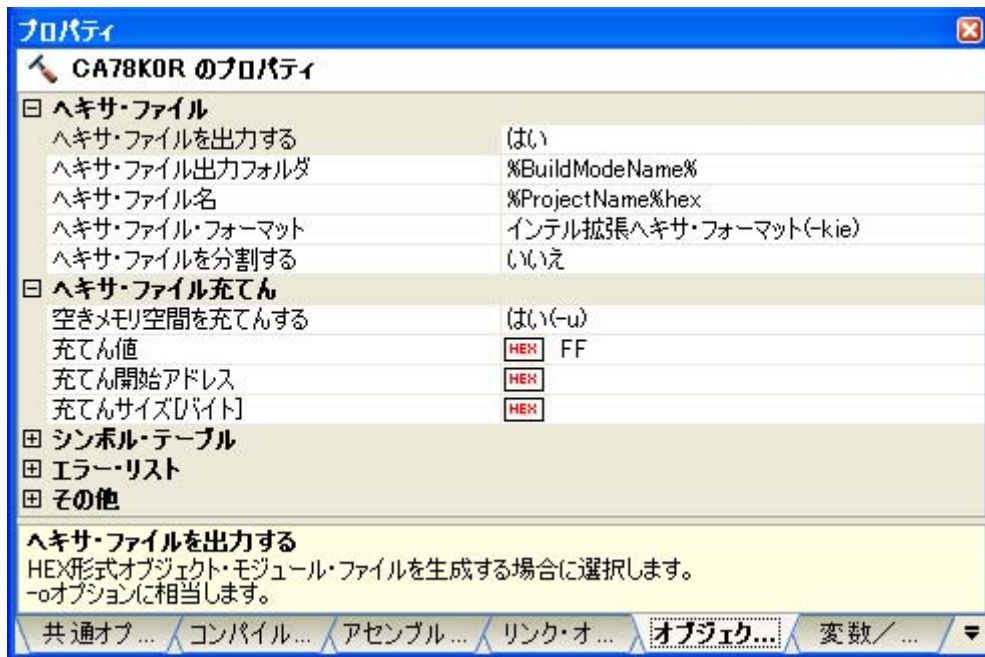 プロパティ
CA78K0R のプロパティ
ヘキサ・ファイル
ヘキサ・ファイルを出力する はい
ヘキサ・ファイル出力フォルダ %BuildModeName%
ヘキサ・ファイル名 %ProjectName%hex
ヘキサ・ファイル・フォーマット インテル拡張ヘキサ・フォーマット(-kie)
ヘキサ・ファイルを分割する いいえ
ヘキサ・ファイル充てん
空きメモリ空間を充てんする はい(-u)
充てん値 HEX FF
充てん開始アドレス HEX
充てんサイズ[バイト] HEX
シンボル・テーブル
エラー・リスト
その他
ヘキサ・ファイルを出力する
HEX形式オブジェクト・モジュール・ファイルを生成する場合に選択します。
-oオプションに相当します。
共通オプ... コンパイル... アセンブル ... リンク・オ... オブジェク... 変数/ ...